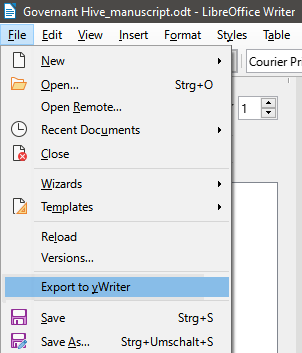 Governant Hive_manuscript.odt - LibreOffice Writer
File Edit View Insert Format Styles Table
New
Open... Strg+O
Open Remote...
Recent Documents
Close
Wizards
Templates
Reload
Versions...
Export to yWriter
Save Strg+S
Save As... Strg+Umschalt+S
Courier Pr
1